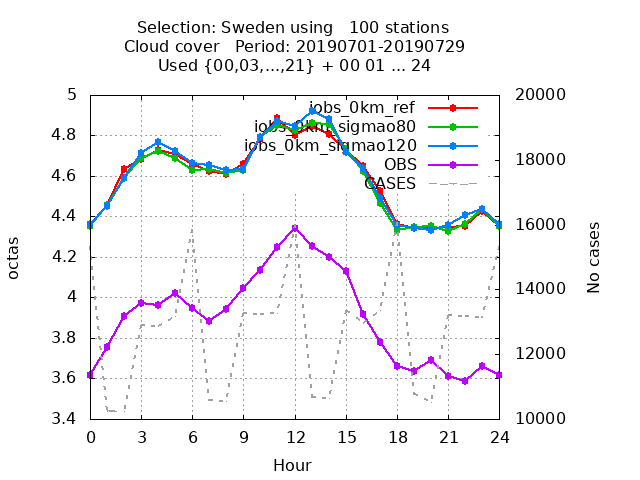 Selection: Sweden using   100 stations
Cloud cover   Period: 20190701-20190729
Used {00,03,...,21} + 00 01 ... 24
5
4.8
4.6
4.4
4.2
4
3.8
3.6
3.4
20000
18000
16000
14000
12000
10000
iobs_0km_ref
iobs_0km_sigmao80
iobs_0km_sigmao120
OBS
CASES
octas
No cases
0 3 6 9 12 15 18 21 24
Hour